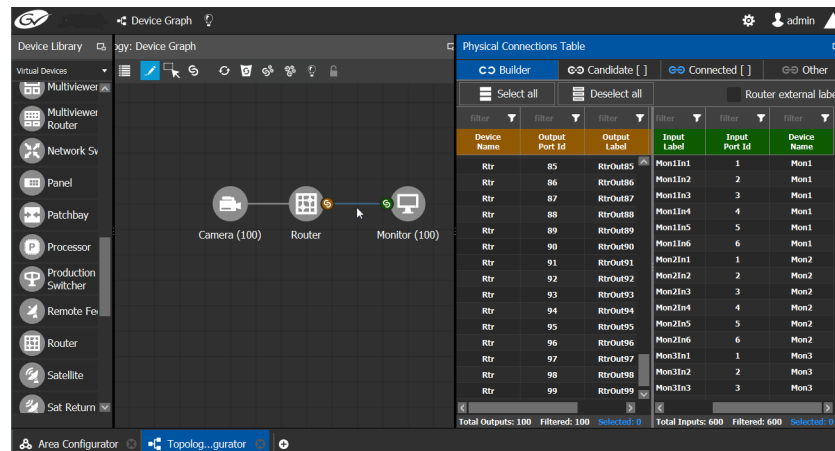 Device Graph
admin
Device Library
gy: Device Graph
Physical Connections Table
Virtual Devices
Builder
Candidate [ ]
Connected [ ]
Other
Select all
Deselect all
Router external labe
filter filter filter filter filter filter
Device Name Output Port Id Output Label Input Label Input Port Id Device Name
Rtr 85 RtrOut85 Mon1In1 1 Mon1
Rtr 86 RtrOut86 Mon1In2 2 Mon1
Rtr 87 RtrOut87 Mon1In3 3 Mon1
Rtr 88 RtrOut88 Mon1In4 4 Mon1
Rtr 89 RtrOut89 Mon1In5 5 Mon1
Rtr 90 RtrOut90 Mon1In6 6 Mon1
Rtr 91 RtrOut91 Mon2In1 1 Mon2
Rtr 92 RtrOut92 Mon2In2 2 Mon2
Rtr 93 RtrOut93 Mon2In3 3 Mon2
Rtr 94 RtrOut94 Mon2In4 4 Mon2
Rtr 95 RtrOut95 Mon2In5 5 Mon2
Rtr 96 RtrOut96 Mon2In6 6 Mon2
Rtr 97 RtrOut97 Mon3In1 1 Mon3
Rtr 98 RtrOut98 Mon3In2 2 Mon3
Rtr 99 RtrOut99 Mon3In3 3 Mon3
Total Outputs: 100 Filtered: 100 Selected: 0 Total Inputs: 600 Filtered: 600 Selected: 0
Multiviewer
Multiviewer
Router
Network Sw
Panel
Patchbay
Processor
Production
Switcher
Remote Fe
Router
Satellite
Sat Return
Camera (100)
Router
Monitor (100)
Area Configurator
Topolog...gurator